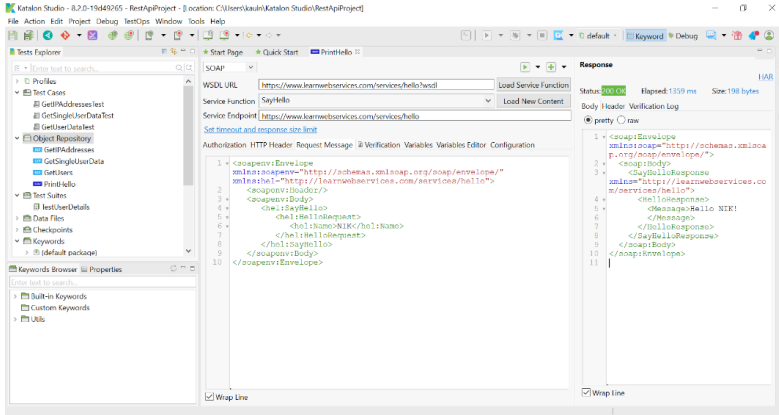 Katalon Studio - 8.2.0-19d49265 - RestApiProject - [Location: C:\Users\kauln\Katalon Studio\RestApiProject]
File Action Edit Project Debug TestOps Window Tools Help
default
Keyword
Debug
Tests Explorer
Enter text to search...
Profiles
Test Cases
GetIPAddressesTest
GetSingleUserDataTest
GetUserDataTest
Object Repository
GetIPAddresses
GetSingleUserData
GetUsers
PrintHello
Test Suites
TestUserDetails
Data Files
Checkpoints
Keywords
(default package)
Keywords Browser
Properties
Enter text to search...
Built-in Keywords
Custom Keywords
Utils
Start Page
Quick Start
PrintHello
SOAP
WSDL URL
https://www.learnwebservices.com/services/hello?wsdl
Load Service Function
Service Function
SayHello
Load New Content
Service Endpoint
https://www.learnwebservices.com/services/hello
Set timeout and response size limit
Authorization HTTP Header Request Message Verification Variables Variables Editor Configuration
1 <soapenv:Envelope
xmlns:soapenv="http://schemas.xmlsoap.org/soap/envelope/"
xmlns:hel="http://learnwebservices.com/services/hello">
2 <soapenv:Header/>
3 <soapenv:Body>
4 <hel:SayHello>
5 <hel:HelloRequest>
6 <hel:Name>NIK</hel:Name>
7 </hel:HelloRequest>
8 </hel:SayHello>
9 </soapenv:Body>
10 </soapenv:Envelope>
Wrap Line
Response
HAR
Status: 200 OK Elapsed: 1359 ms Size: 198 bytes
Body Header Verification Log
pretty raw
1 <soap:Envelope
xmlns:soap="http://schemas.xmlsoa
p.org/soap/envelope/">
2 <soap:Body>
3 <SayHelloResponse
xmlns="http://learnwebservices.co
m/services/hello">
4 <HelloResponse>
5 <Message>Hello NIK!
6 </Message>
7 </HelloResponse>
8 </SayHelloResponse>
9 </soap:Body>
10 </soap:Envelope>
11
Wrap Line